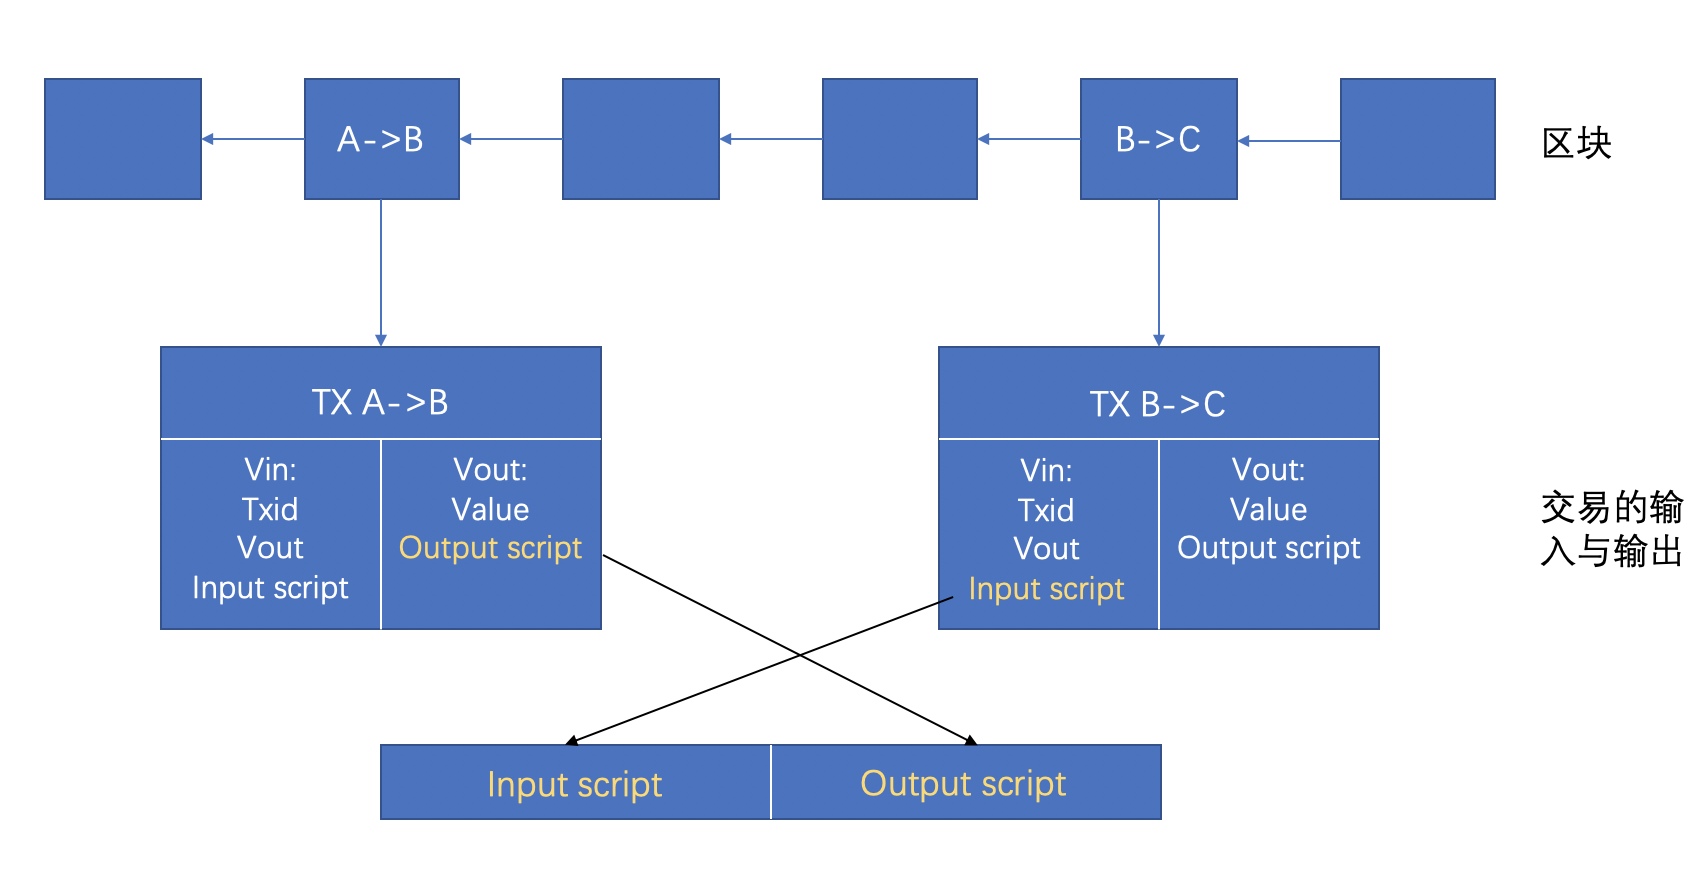 A->B
B->C
区块
TX A->B
Vin:
Txid
Vout
Input script
Vout:
Value
Output script
TX B->C
Vin:
Txid
Vout
Input script
Vout:
Value
Output script
交易的输
入与输出
Input script
Output script